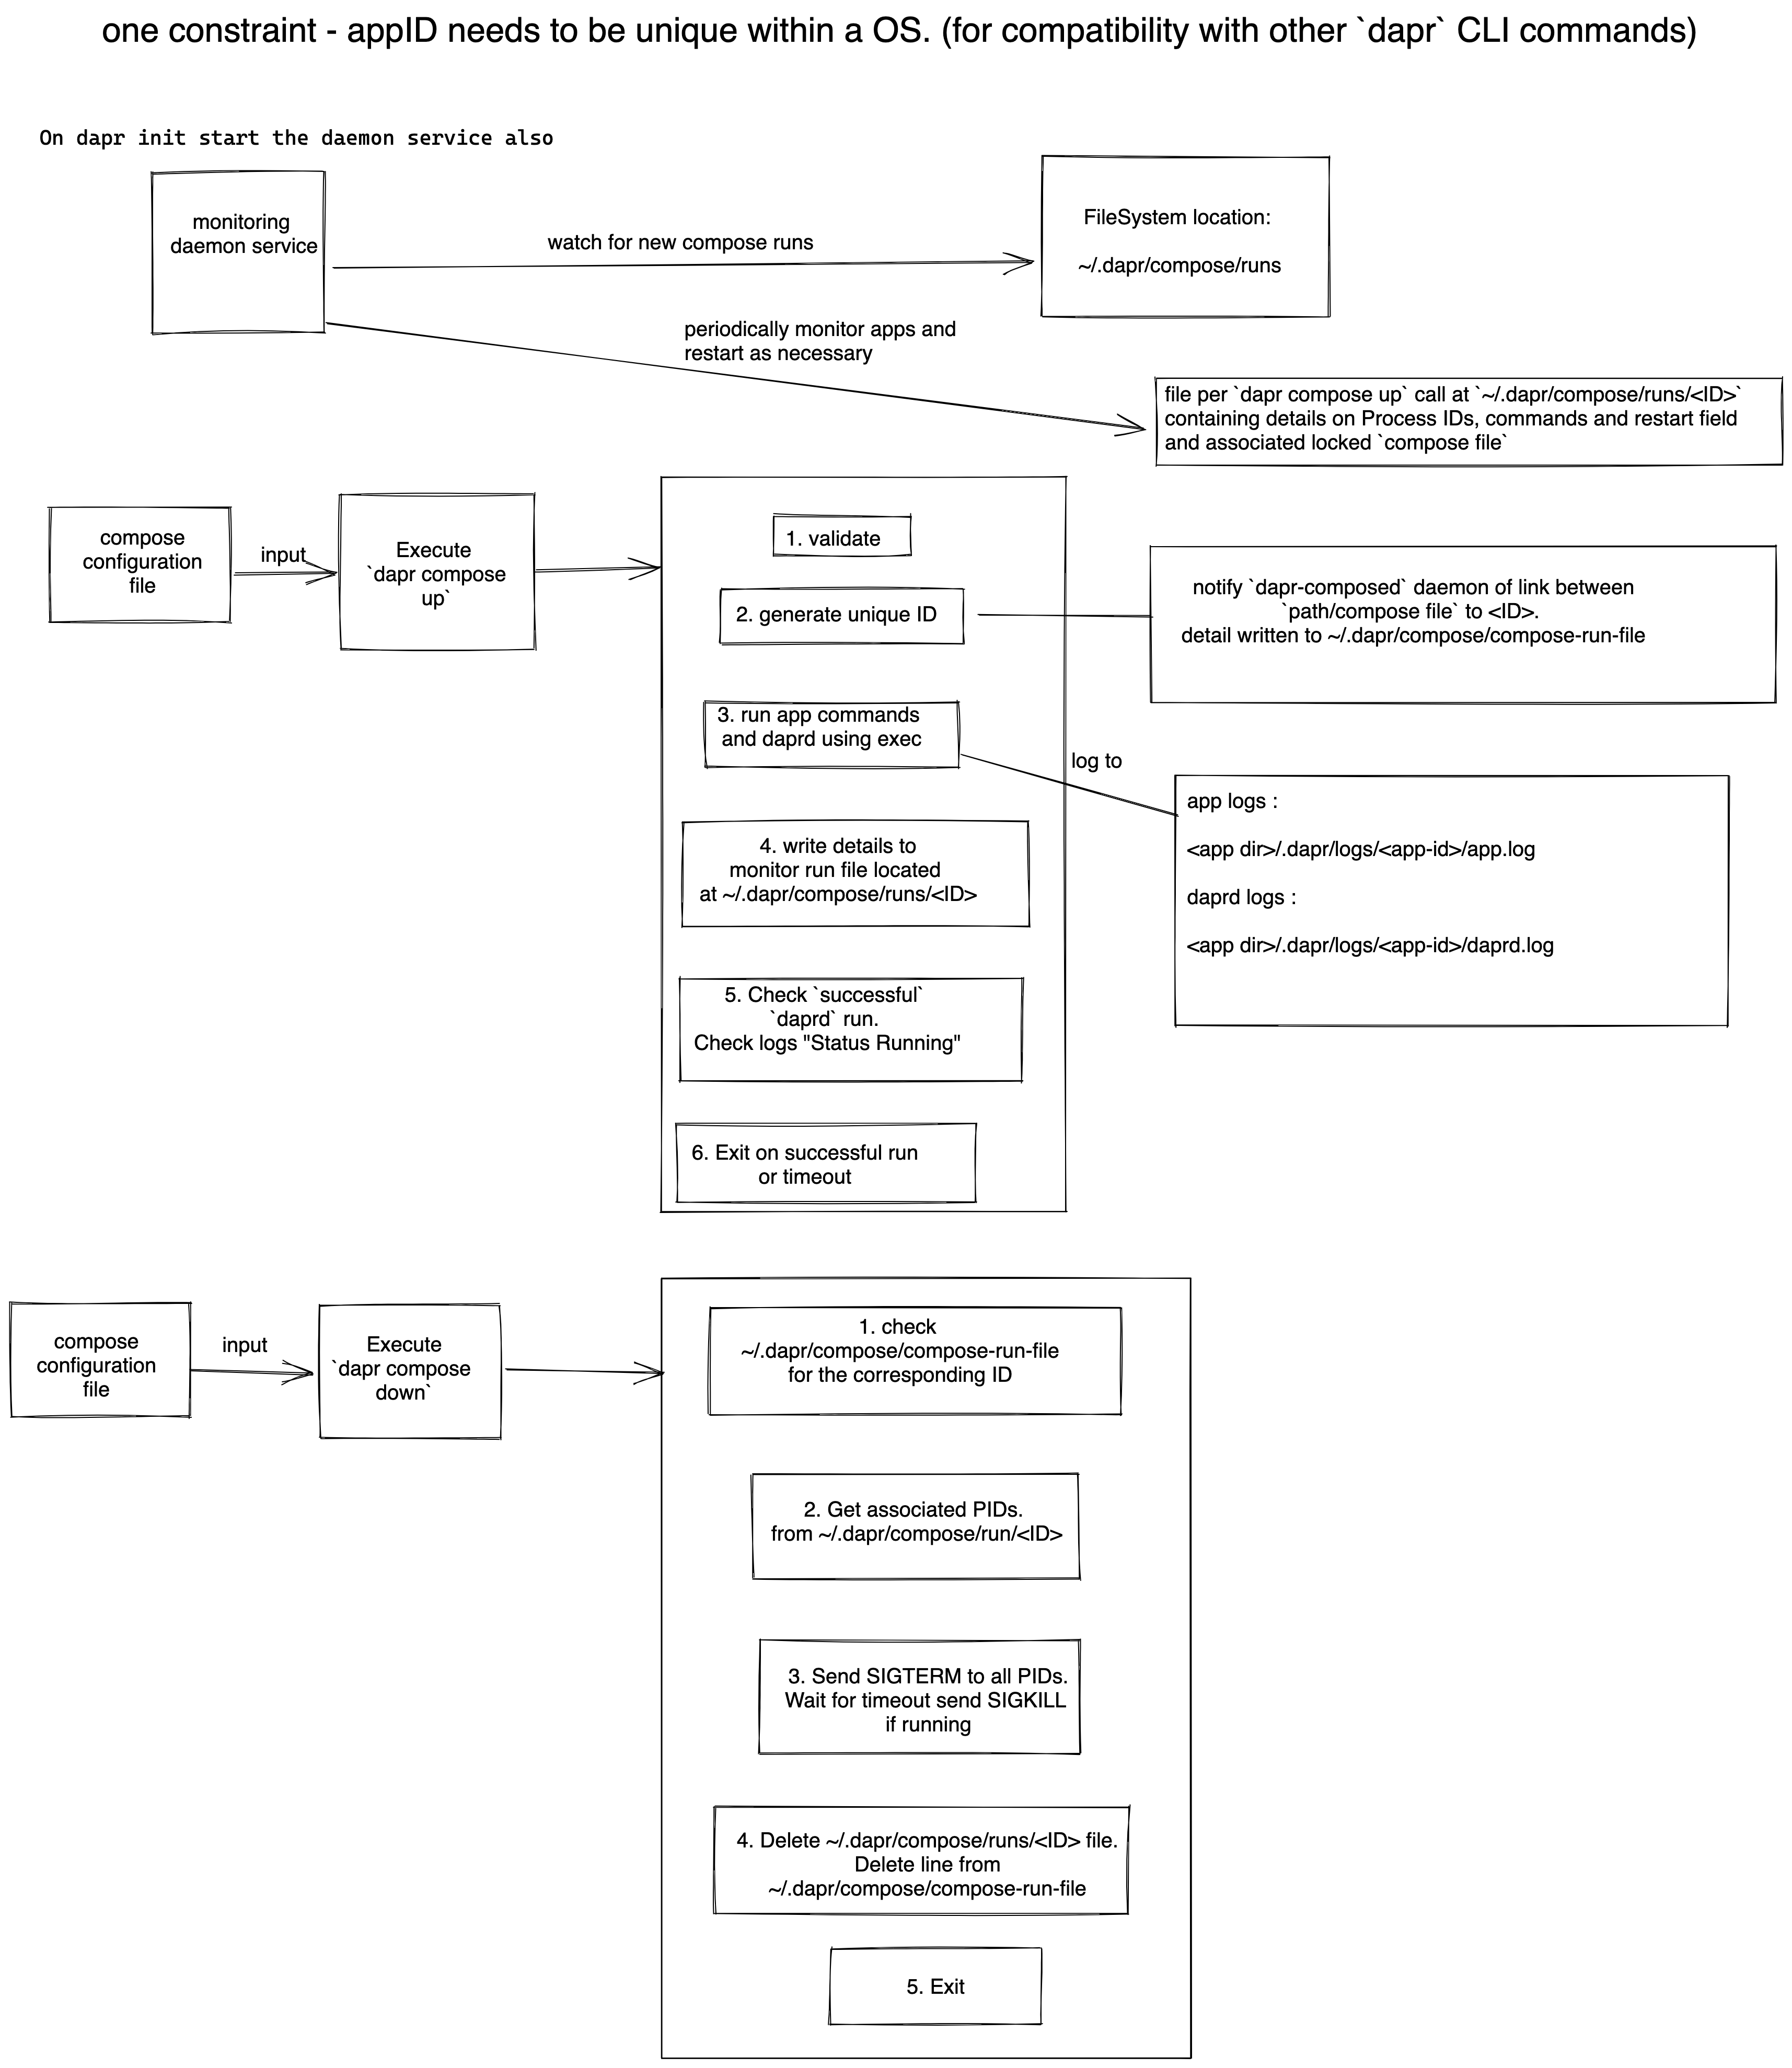 one constraint - appID needs to be unique within a OS. (for compatibility with other `dapr` CLI commands)
On dapr init start the daemon service also
monitoring
daemon service
watch for new compose runs
FileSystem location:
~/.dapr/compose/runs
periodically monitor apps and
restart as necessary
file per `dapr compose up` call at `~/.dapr/compose/runs/<ID>`
containing details on Process IDs, commands and restart field
and associated locked `compose file`
compose
configuration
file
input
Execute
`dapr compose
up`
1. validate
2. generate unique ID
notify `dapr-composed` daemon of link between
`path/compose file` to <ID>.
detail written to ~/.dapr/compose/compose-run-file
3. run app commands
and daprd using exec
log to
app logs :
<app dir>/.dapr/logs/<app-id>/app.log
daprd logs :
<app dir>/.dapr/logs/<app-id>/daprd.log
4. write details to
monitor run file located
at ~/.dapr/compose/runs/<ID>
5. Check `successful`
`daprd` run.
Check logs "Status Running"
6. Exit on successful run
or timeout
compose
configuration
file
input
Execute
`dapr compose
down`
1. check
~/.dapr/compose/compose-run-file
for the corresponding ID
2. Get associated PIDs.
from ~/.dapr/compose/run/<ID>
3. Send SIGTERM to all PIDs.
Wait for timeout send SIGKILL
if running
4. Delete ~/.dapr/compose/runs/<ID> file.
Delete line from
~/.dapr/compose/compose-run-file
5. Exit